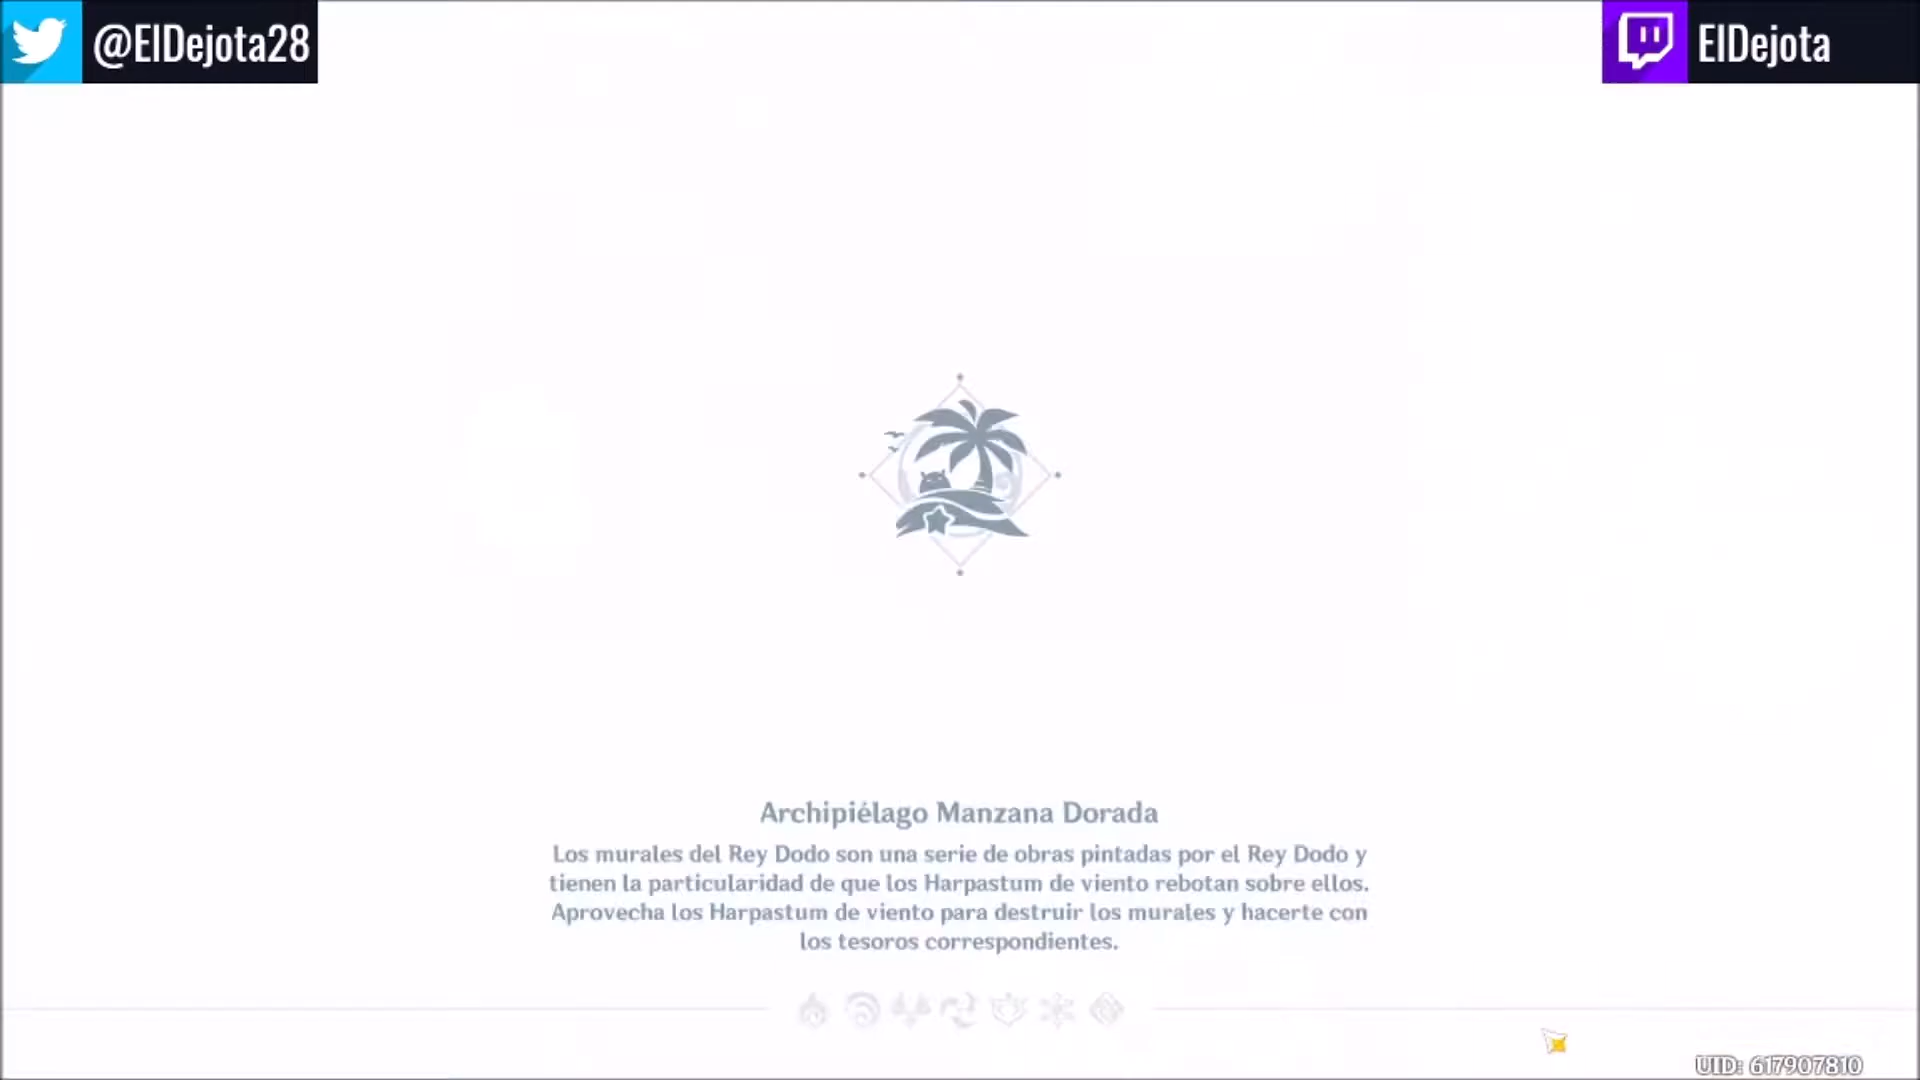 @ElDejota28
ElDejota
Archipiélago Manzana Dorada
Los murales del Rey Dodo son una serie de obras pintadas por el Rey Dodo y
tienen la particularidad de que los Harpastum de viento rebotan sobre ellos.
Aprovecha los Harpastum de viento para destruir los murales y hacerte con
los tesoros correspondientes.
UID: 617907810